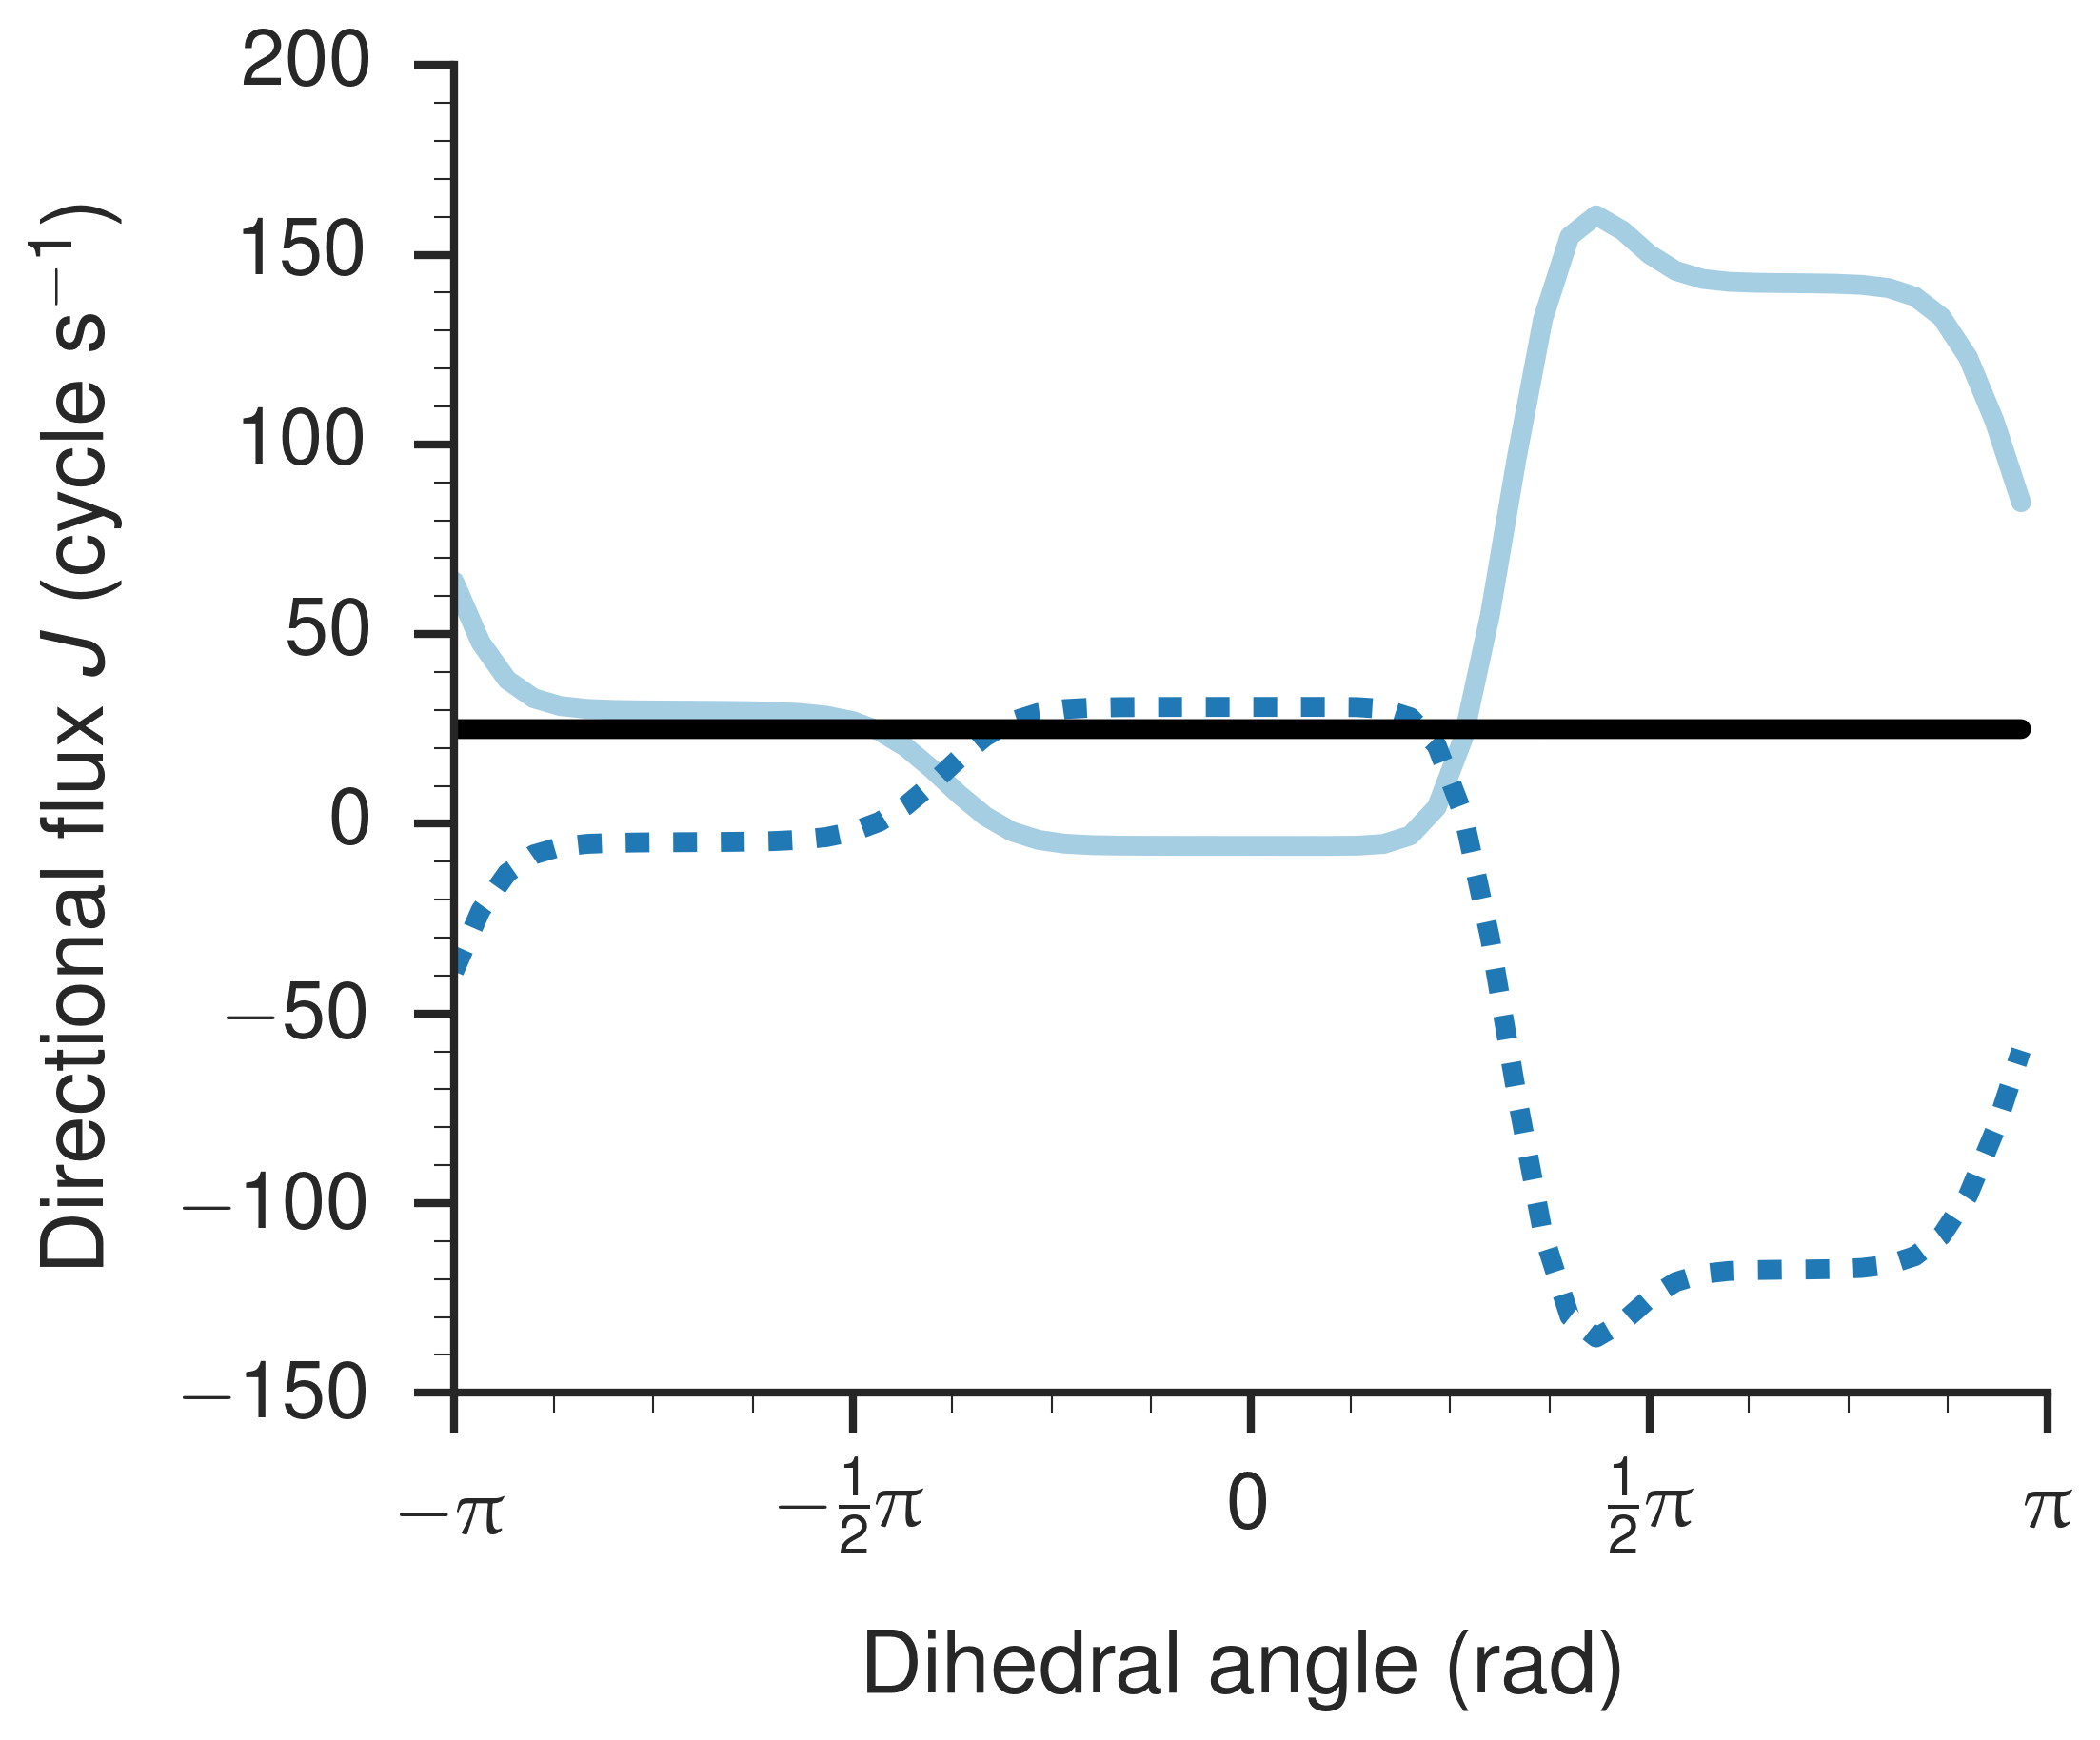 Directional flux J (cycle s⁻¹)
200
150
100
50
0
−50
−100
−150
−π
−½π
0
½π
π
Dihedral angle (rad)